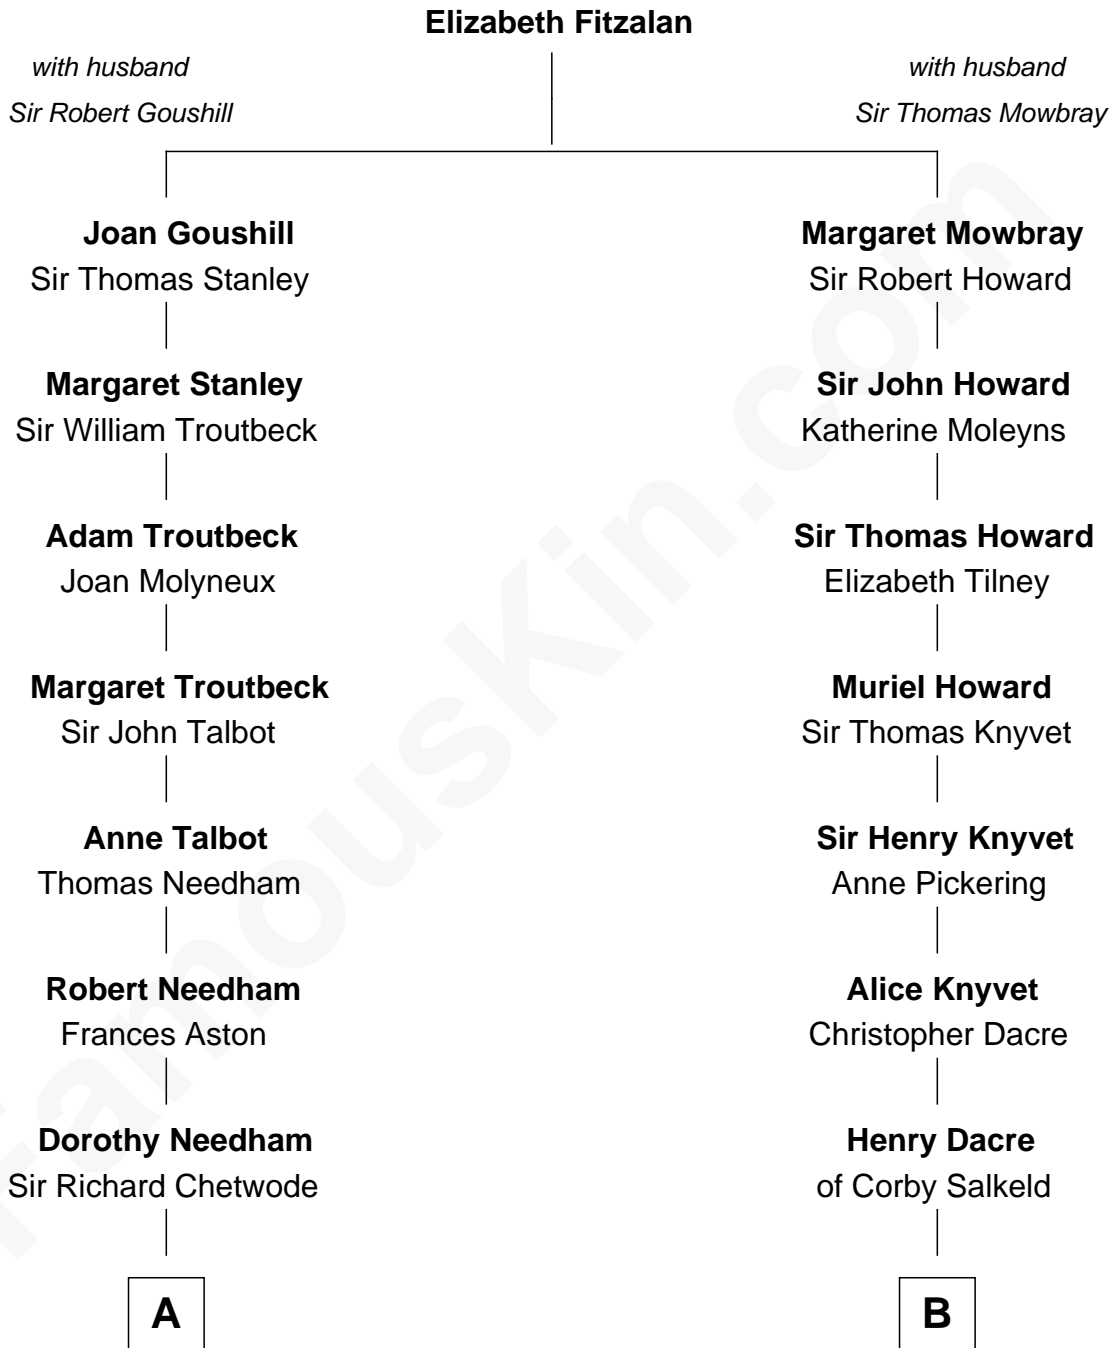 Elizabeth Fitzalan
with husband
Sir Robert Goushill
with husband
Sir Thomas Mowbray
Joan Goushill
Sir Thomas Stanley
Margaret Mowbray
Sir Robert Howard
Margaret Stanley
Sir William Troutbeck
Sir John Howard
Katherine Moleyns
Adam Troutbeck
Joan Molyneux
Sir Thomas Howard
Elizabeth Tilney
Margaret Troutbeck
Sir John Talbot
Muriel Howard
Sir Thomas Knyvet
Anne Talbot
Thomas Needham
Sir Henry Knyvet
Anne Pickering
Robert Needham
Frances Aston
Alice Knyvet
Christopher Dacre
Dorothy Needham
Sir Richard Chetwode
Henry Dacre
of Corby Salkeld
A
B
FamousKin.com